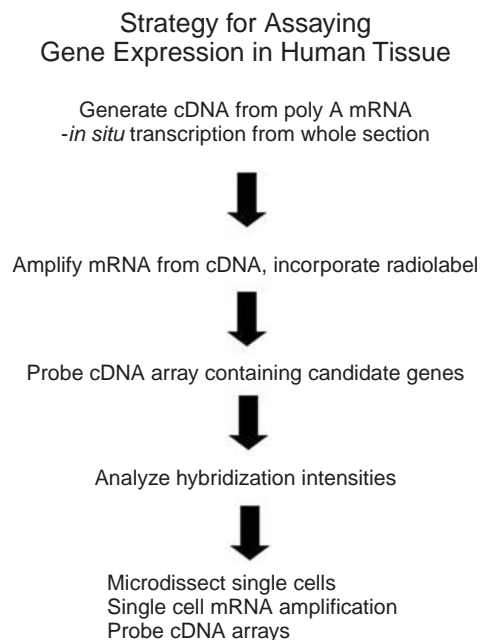 Strategy for Assaying
Gene Expression in Human Tissue
Generate cDNA from poly A mRNA
-in situ transcription from whole section
Amplify mRNA from cDNA, incorporate radiolabel
Probe cDNA array containing candidate genes
Analyze hybridization intensities
Microdissect single cells
Single cell mRNA amplification
Probe cDNA arrays